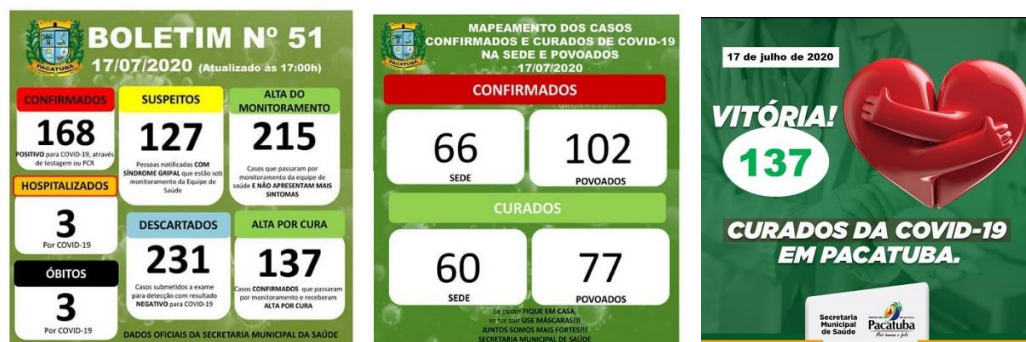 BOLETIM Nº 51
17/07/2020 (Atualizado às 17:00h)
PACATUBA
CONFIRMADOS
168
POSITIVO para COVID-19, através
de testagem ou PCR
HOSPITALIZADOS
3
Por COVID-19
ÓBITOS
3
Por COVID-19
SUSPEITOS
127
Pessoas notificadas COM
SÍNDROME GRIPAL que estão sob
monitoramento da Equipe de
Saúde
DESCARTADOS
231
Casos submetidos a exame
para detecção com resultado
NEGATIVO para COVID-19
ALTA DO
MONITORAMENTO
215
Casos que passaram por
monitoramento da equipe de
saúde E NÃO APRESENTAM MAIS
SINTOMAS
ALTA POR CURA
137
Casos CONFIRMADOS que passaram
por monitoramento e receberam
ALTA POR CURA
DADOS OFICIAIS DA SECRETARIA MUNICIPAL DA SAÚDE
PACATUBA
MAPEAMENTO DOS CASOS
CONFIRMADOS E CURADOS DE COVID-19
NA SEDE E POVOADOS
17/07/2020
CONFIRMADOS
66
SEDE
102
POVOADOS
CURADOS
60
SEDE
77
POVOADOS
Se puder FIQUE EM CASA,
se for sair USE MÁSCARAS!!!
JUNTOS SOMOS MAIS FORTES!!!
SECRETARIA MUNICIPAL DE SAÚDE
17 de julho de 2020
VITÓRIA!
137
CURADOS DA COVID-19
EM PACATUBA.
Secretaria
Municipal
de Saúde
Pacatuba